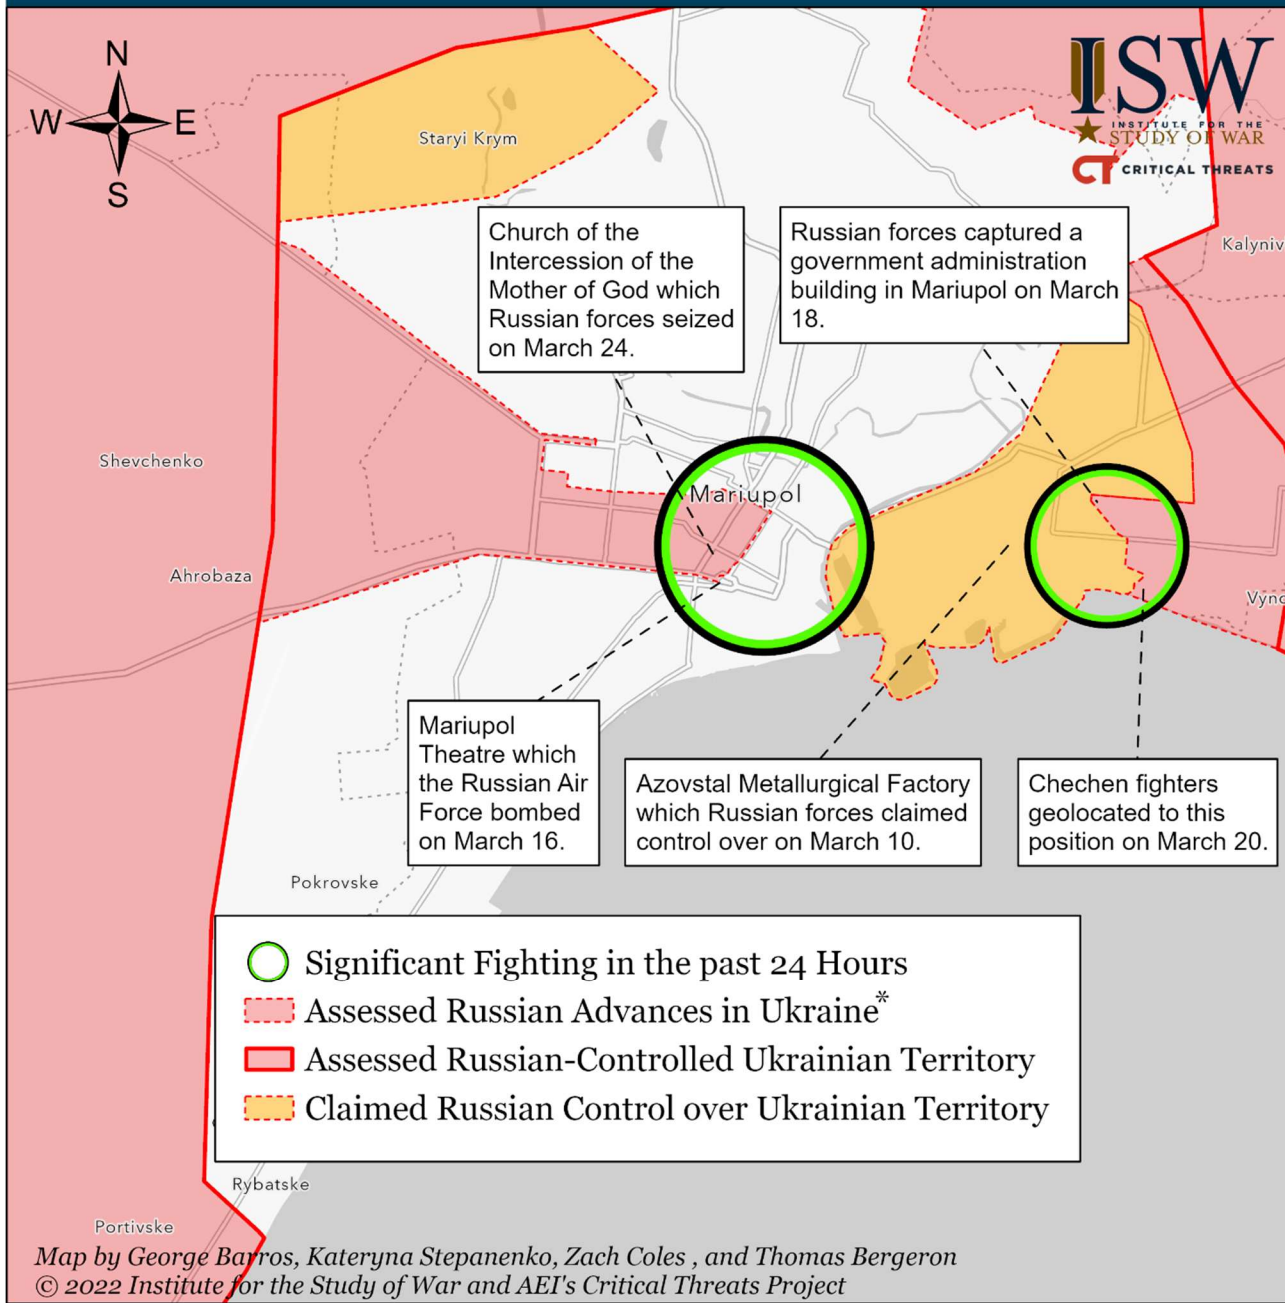 N
W
E
S
ISW
INSTITUTE FOR THE
STUDY OF WAR
CT CRITICAL THREATS
Staryi Krym
Church of the
Intercession of the
Mother of God which
Russian forces seized
on March 24.
Russian forces captured a
government administration
building in Mariupol on March
18.
Kalyniv
Shevchenko
Mariupol
Ahrobaza
Vyno
Mariupol
Theatre which
the Russian Air
Force bombed
on March 16.
Azovstal Metallurgical Factory
which Russian forces claimed
control over on March 10.
Chechen fighters
geolocated to this
position on March 20.
Pokrovske
Significant Fighting in the past 24 Hours
Assessed Russian Advances in Ukraine*
Assessed Russian-Controlled Ukrainian Territory
Claimed Russian Control over Ukrainian Territory
Rybatske
Portivske
Map by George Barros, Kateryna Stepanenko, Zach Coles , and Thomas Bergeron
© 2022 Institute for the Study of War and AEI's Critical Threats Project